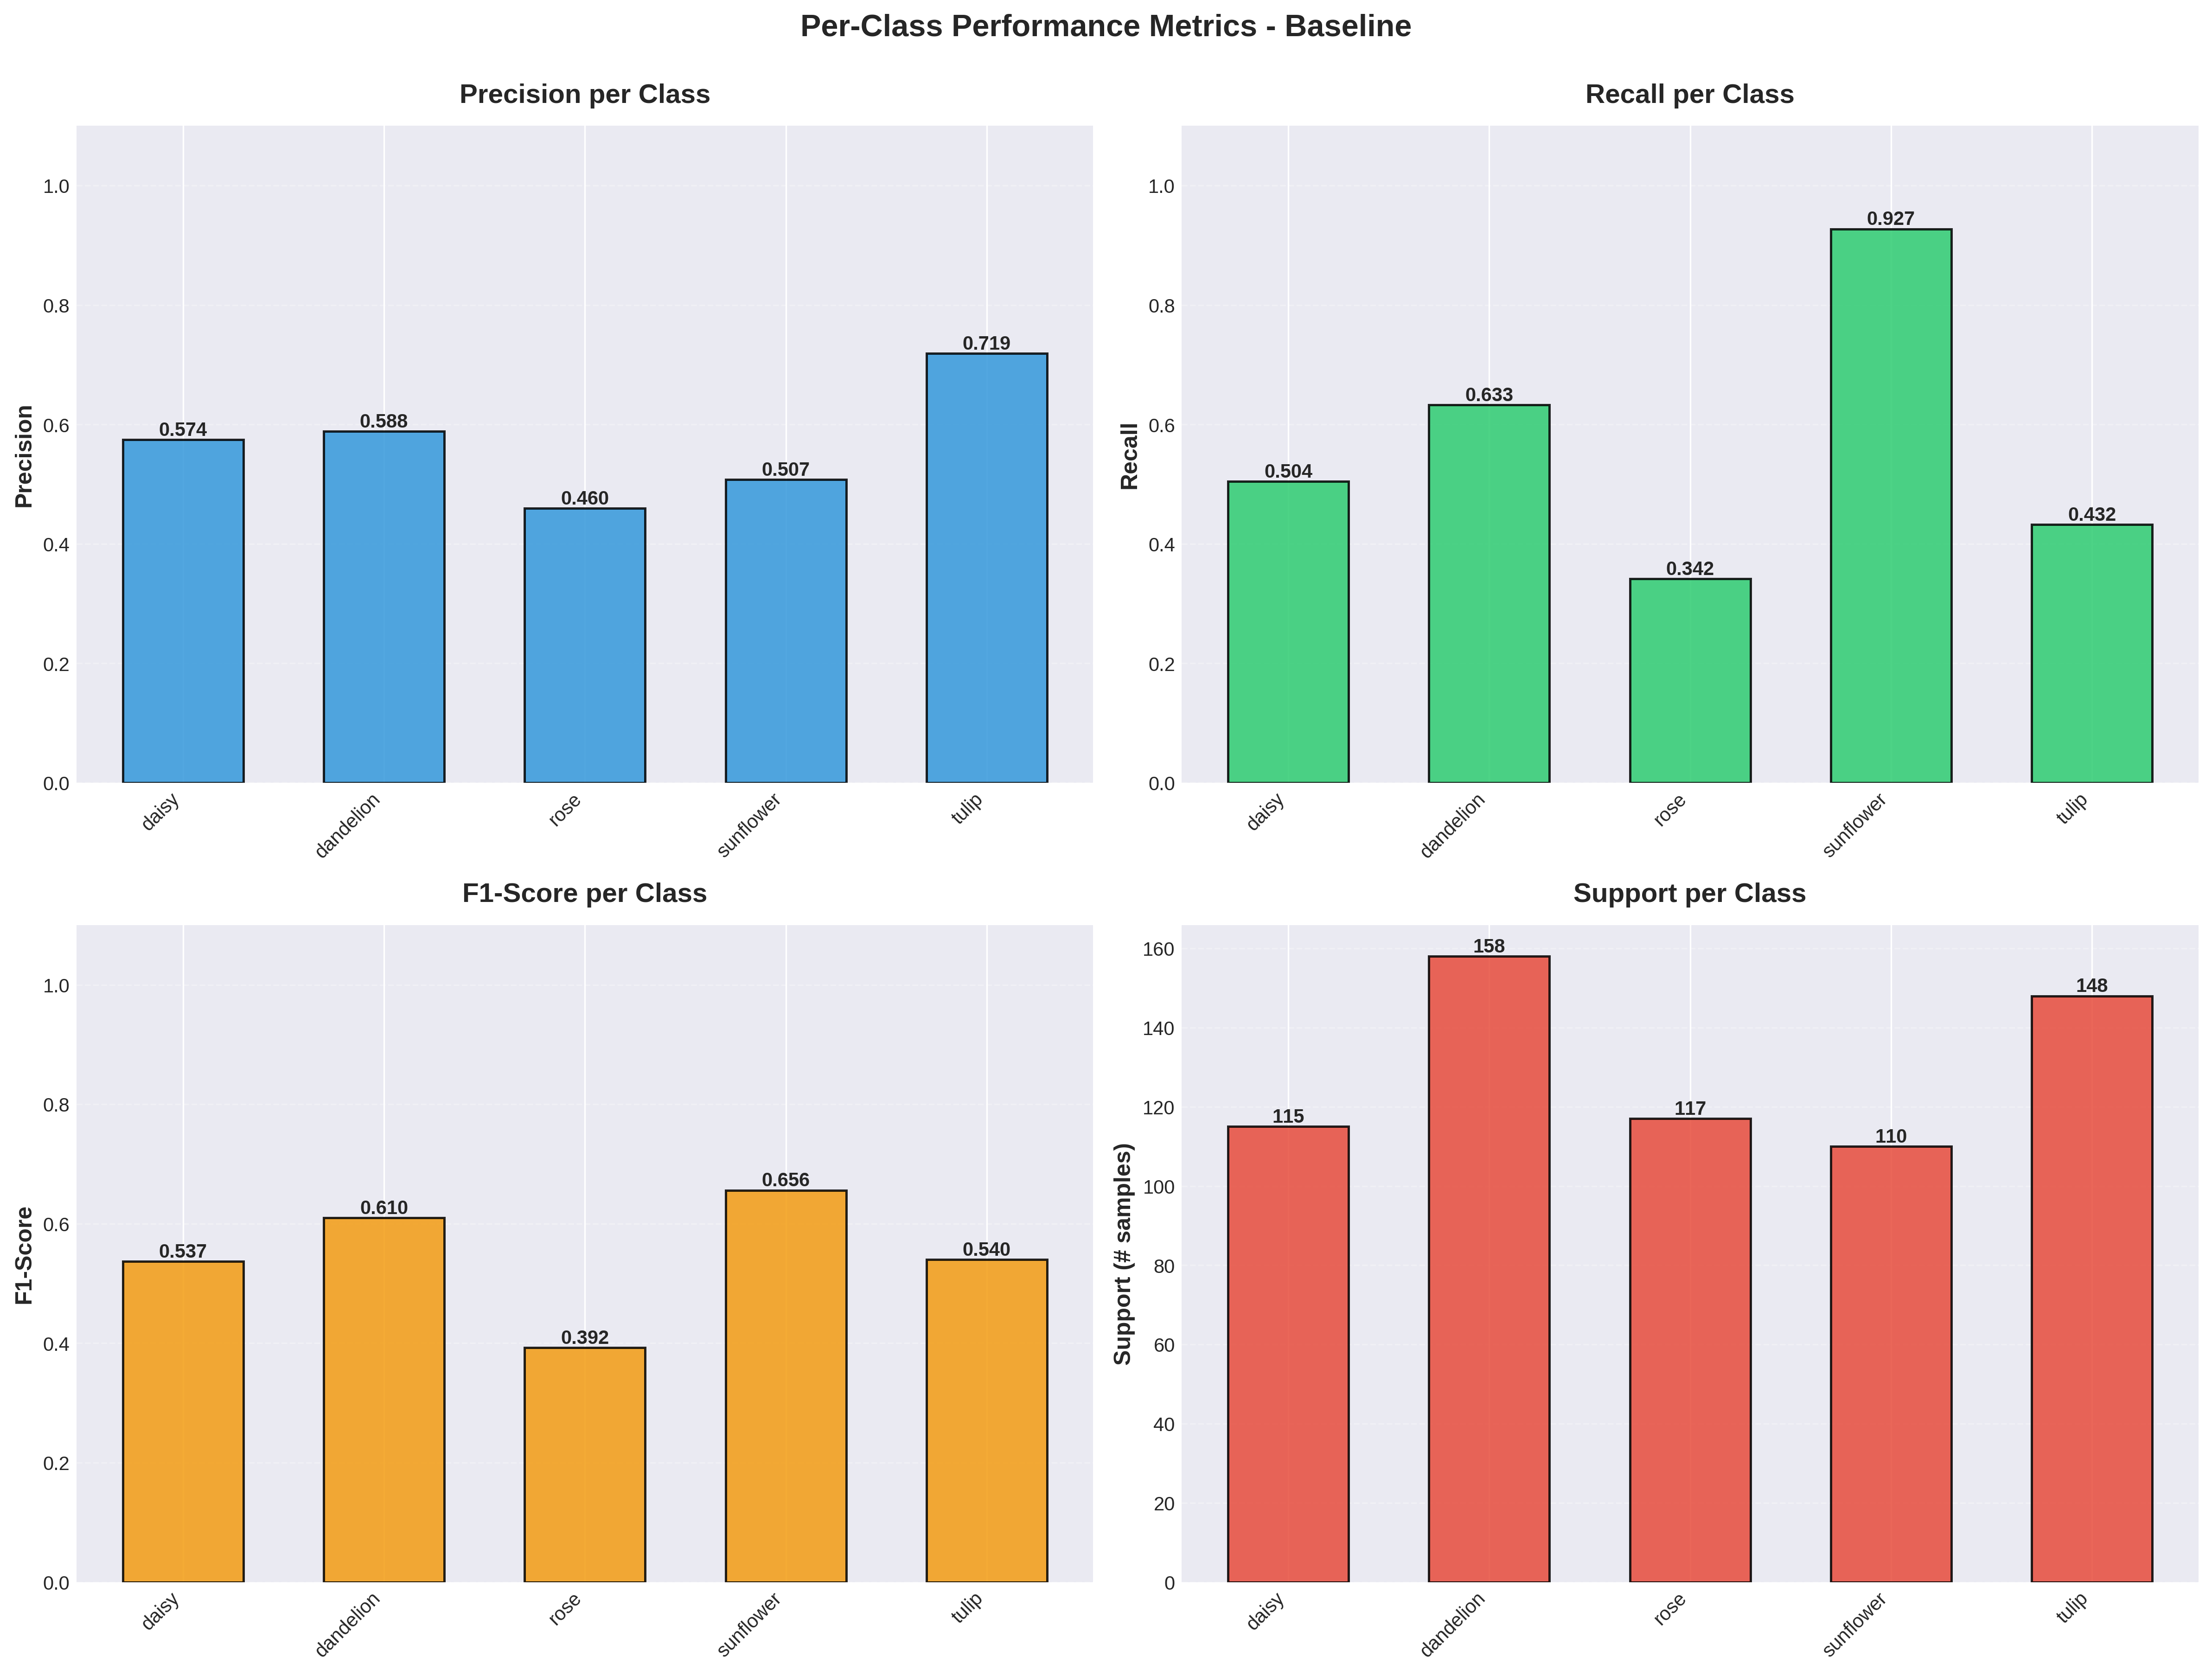 Per-Class Performance Metrics - Baseline
Precision per Class
Precision
1.0
0.8
0.6
0.4
0.2
0.0
0.574
0.588
0.460
0.507
0.719
daisy
dandelion
rose
sunflower
tulip
Recall per Class
Recall
1.0
0.8
0.6
0.4
0.2
0.0
0.504
0.633
0.342
0.927
0.432
daisy
dandelion
rose
sunflower
tulip
F1-Score per Class
F1-Score
1.0
0.8
0.6
0.4
0.2
0.0
0.537
0.610
0.392
0.656
0.540
daisy
dandelion
rose
sunflower
tulip
Support per Class
Support (# samples)
160
140
120
100
80
60
40
20
0
115
158
117
110
148
daisy
dandelion
rose
sunflower
tulip